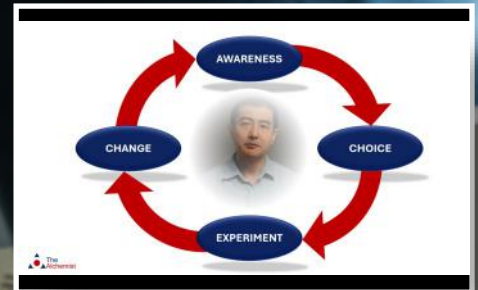 AWARENESS
CHANGE
CHOICE
EXPERIMENT
The
Alchemist